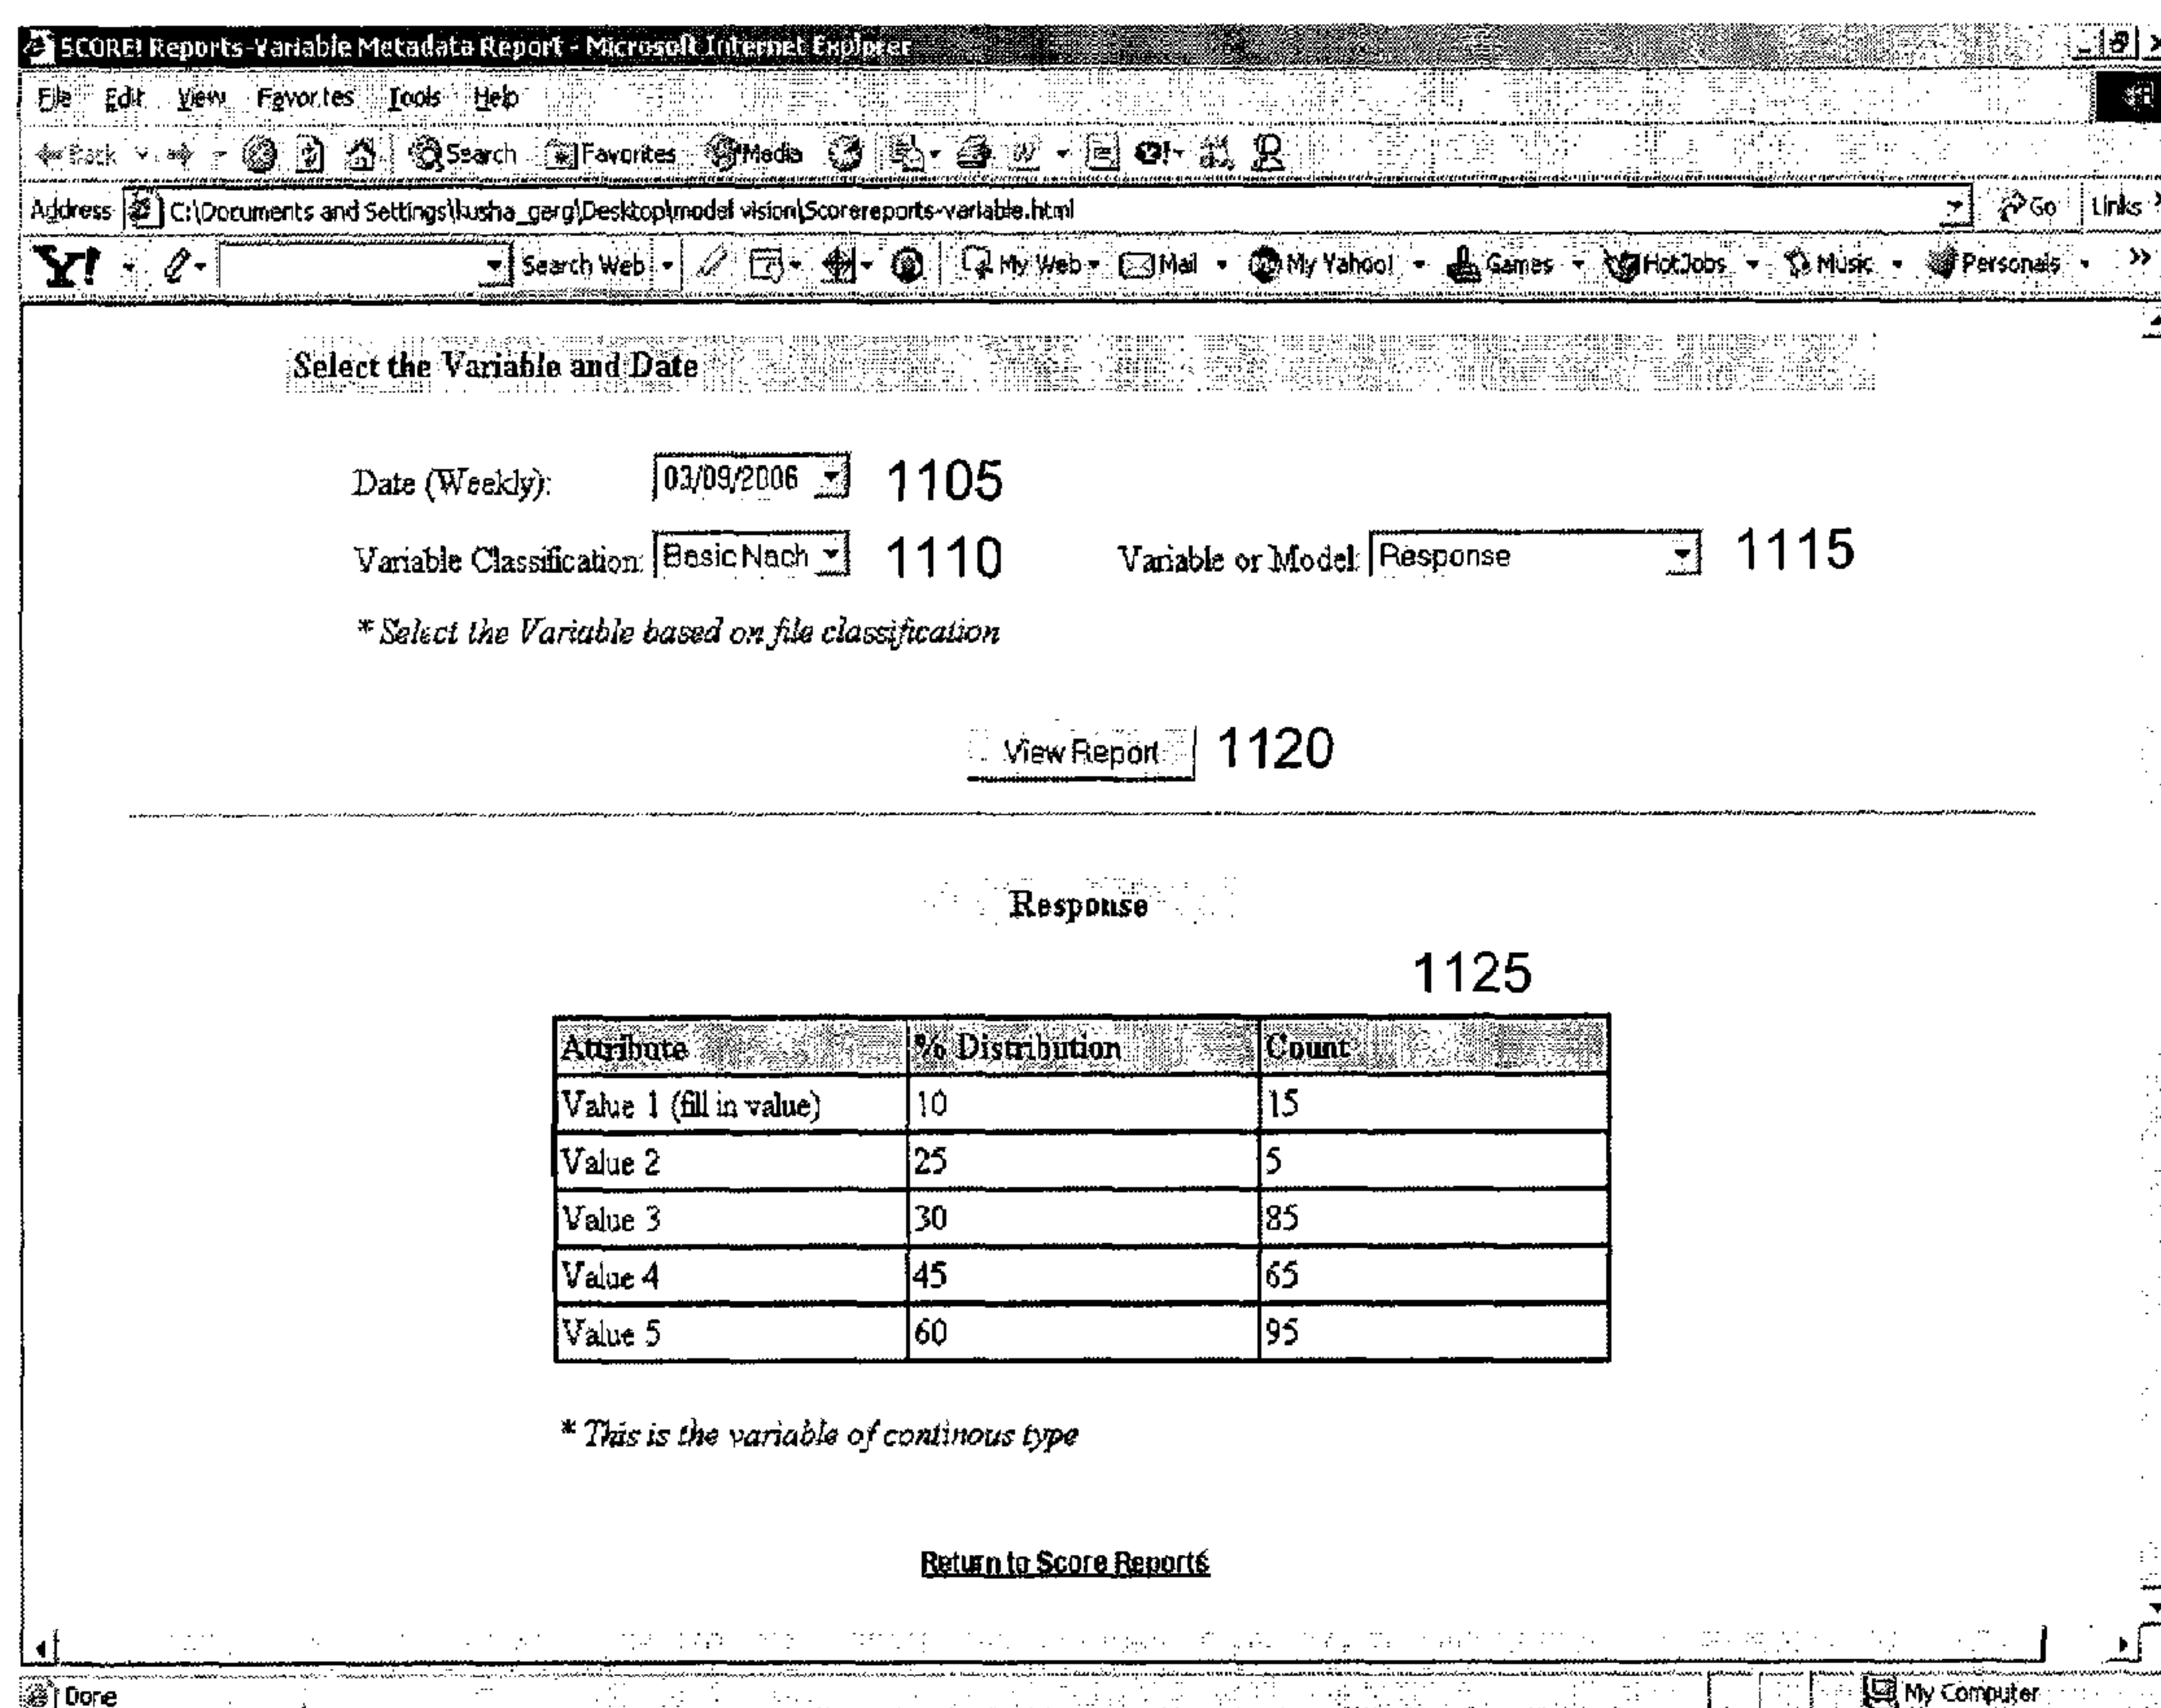 SCORE! Reports-Variable Metadata Report - Microsoft Internet Explorer
File Edit View Favorites Tools Help
Back Search Favorites Media
Address C:\Documents and Settings\kusha_garg\Desktop\model vision\Scorereports-variable.html Go Links
Y! Search Web My Web Mail My Yahoo! Games HotJobs Music Personals »
Select the Variable and Date
Date (Weekly): 03/09/2006 1105
Variable Classification: Basic Nach 1110 Variable or Model: Response 1115
* Select the Variable based on file classification
View Report 1120
Response
1125
Attribute % Distribution Count
Value 1 (fill in value) 10 15
Value 2 25 5
Value 3 30 85
Value 4 45 65
Value 5 60 95
* This is the variable of continous type
Return to Score Reports
Done My Computer